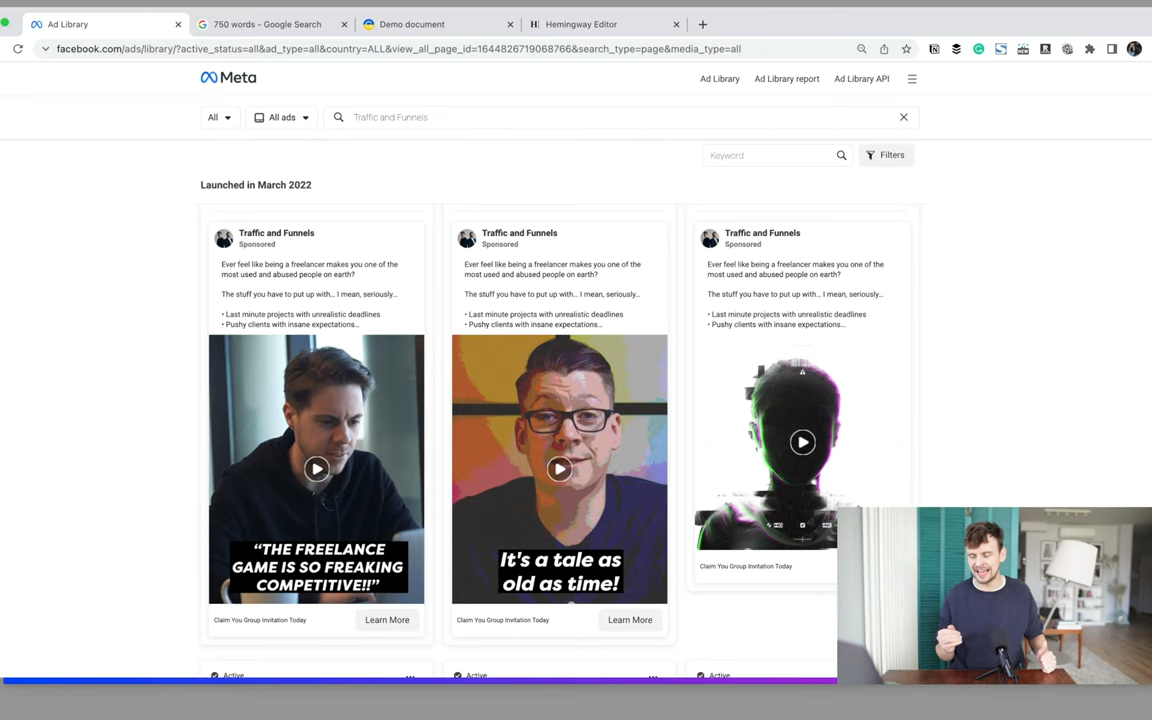 Ad Library
750 words - Google Search
Demo document
Hemingway Editor
facebook.com/ads/library/?active_status=all&ad_type=all&country=ALL&view_all_page_id=1644826719068766&search_type=page&media_type=all
Meta
Ad Library
Ad Library report
Ad Library API
All
All ads
Traffic and Funnels
Keyword
Filters
Launched in March 2022
Traffic and Funnels
Sponsored
Ever feel like being a freelancer makes you one of the
most used and abused people on earth?
The stuff you have to put up with... I mean, seriously...
• Last minute projects with unrealistic deadlines
• Pushy clients with insane expectations...
“THE FREELANCE
GAME IS SO FREAKING
COMPETITIVE!!”
Claim You Group Invitation Today
Learn More
Traffic and Funnels
Sponsored
Ever feel like being a freelancer makes you one of the
most used and abused people on earth?
The stuff you have to put up with... I mean, seriously...
• Last minute projects with unrealistic deadlines
• Pushy clients with insane expectations...
It's a tale as
old as time!
Claim You Group Invitation Today
Learn More
Traffic and Funnels
Sponsored
Ever feel like being a freelancer makes you one of the
most used and abused people on earth?
The stuff you have to put up with... I mean, seriously...
• Last minute projects with unrealistic deadlines
• Pushy clients with insane expectations...
Claim You Group Invitation Today
Active
Active
Active